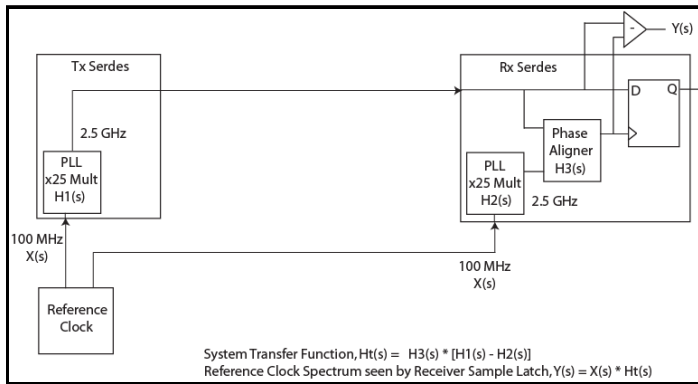 Y(s)
-
Tx Serdes
Rx Serdes
D
Q
2.5 GHz
Phase
Aligner
H3(s)
PLL
x25 Mult
H1(s)
PLL
x25 Mult
H2(s)
2.5 GHz
100 MHz
X(s)
100 MHz
X(s)
Reference
Clock
System Transfer Function, Ht(s) = H3(s) * [H1(s) - H2(s)]
Reference Clock Spectrum seen by Receiver Sample Latch, Y(s) = X(s) * Ht(s)